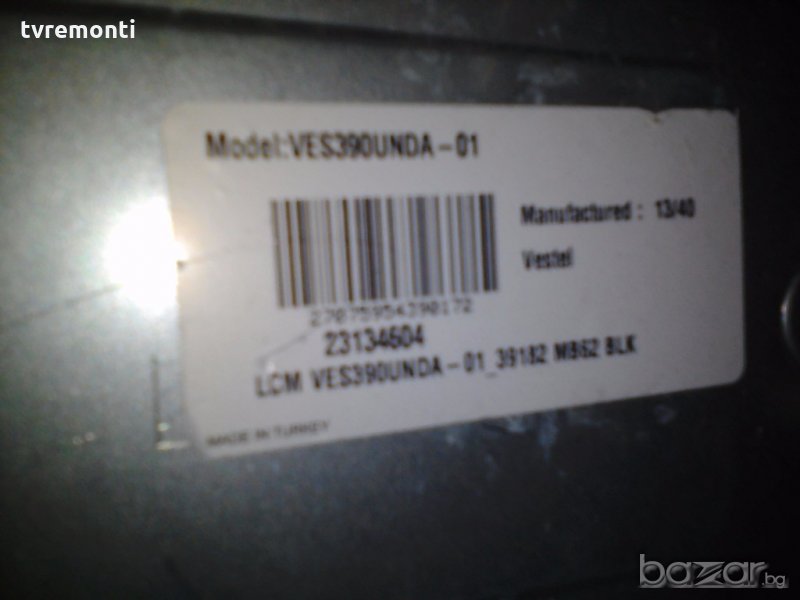 tvremonti
Model:VES390UNDA-01
Manufactured : 13/40
Vestel
27075954390172
23134604
LCM VES390UNDA-01_39182 MB62 BLK
MADE IN TURKEY
bazar.bg